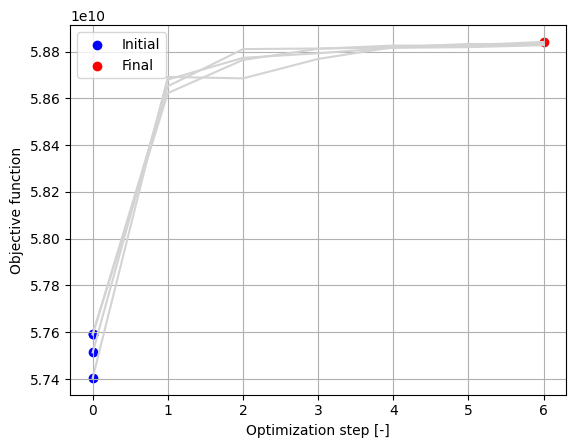 1e10
Initial
Final
5.88
5.86
5.84
5.82
5.80
5.78
5.76
5.74
Objective function
0 1 2 3 4 5 6
Optimization step [-]